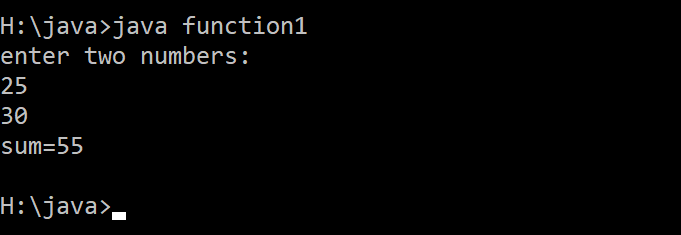 H:\java>java function1
enter two numbers:
25
30
sum=55
H:\java>